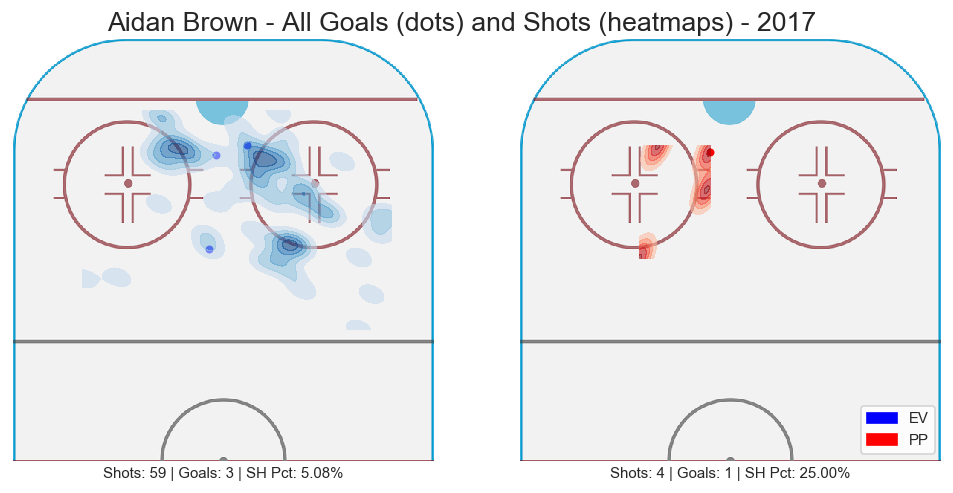 Aidan Brown - All Goals (dots) and Shots (heatmaps) - 2017
EV
PP
Shots: 59 | Goals: 3 | SH Pct: 5.08%
Shots: 4 | Goals: 1 | SH Pct: 25.00%